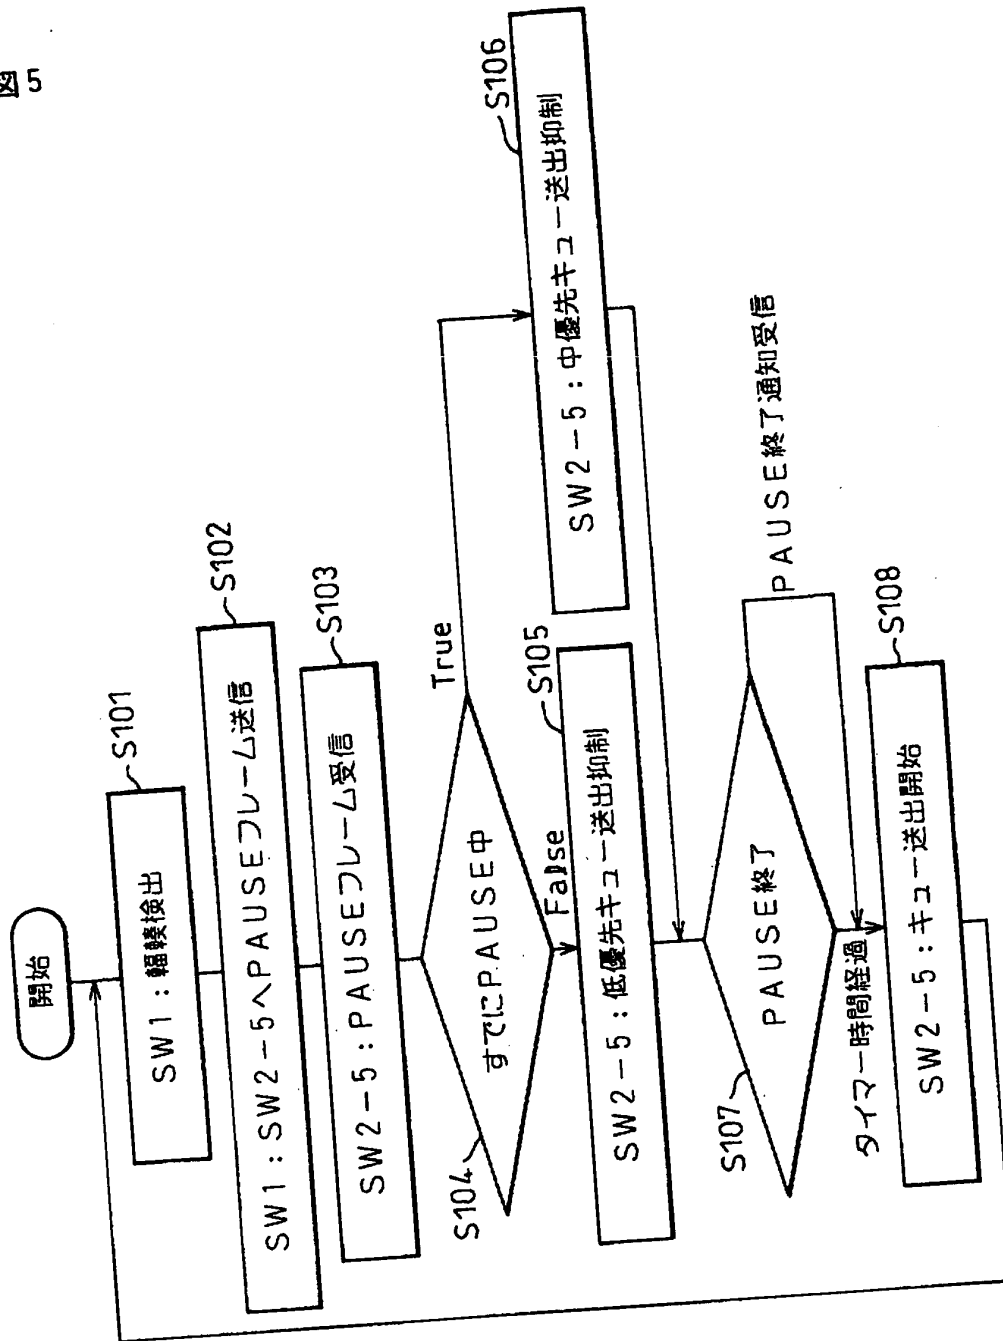 図5
開始
S101
SW1：輻輳検出
S102
SW1：SW2－5へPAUSEフレーム送信
S103
SW2－5：PAUSEフレーム受信
S104
すでにPAUSE中
True
False
S105
SW2－5：低優先キュー送出抑制
S106
SW2－5：中優先キュー送出抑制
S107
PAUSE終了
PAUSE終了通知受信
タイマー時間経過
S108
SW2－5：キュー送出開始